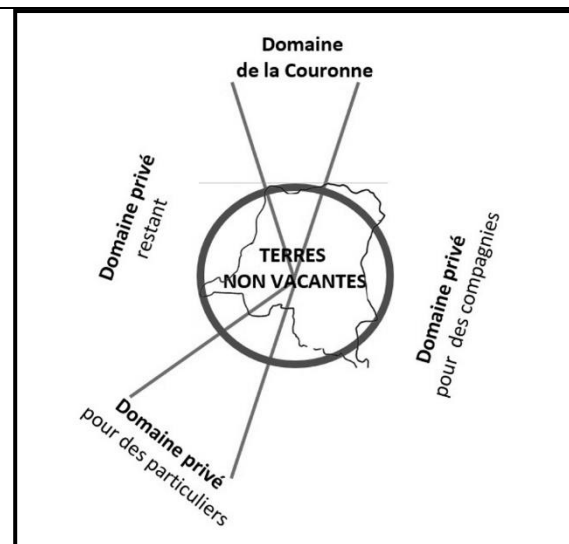 Domaine
de la Couronne
Domaine privé
restant
TERRES
NON VACANTES
Domaine privé
pour des compagnies
Domaine privé
pour des particuliers